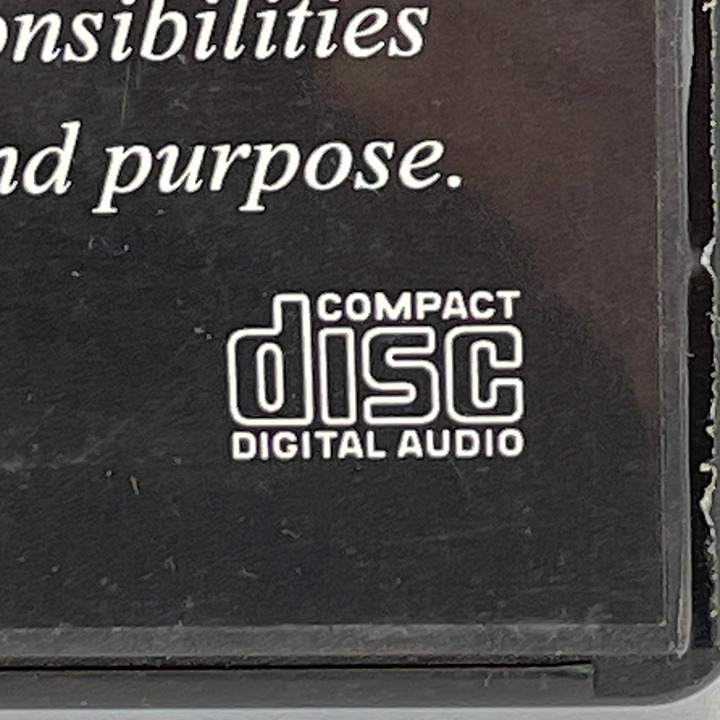 onsibilities
nd purpose.
COMPACT
disc
DIGITAL AUDIO